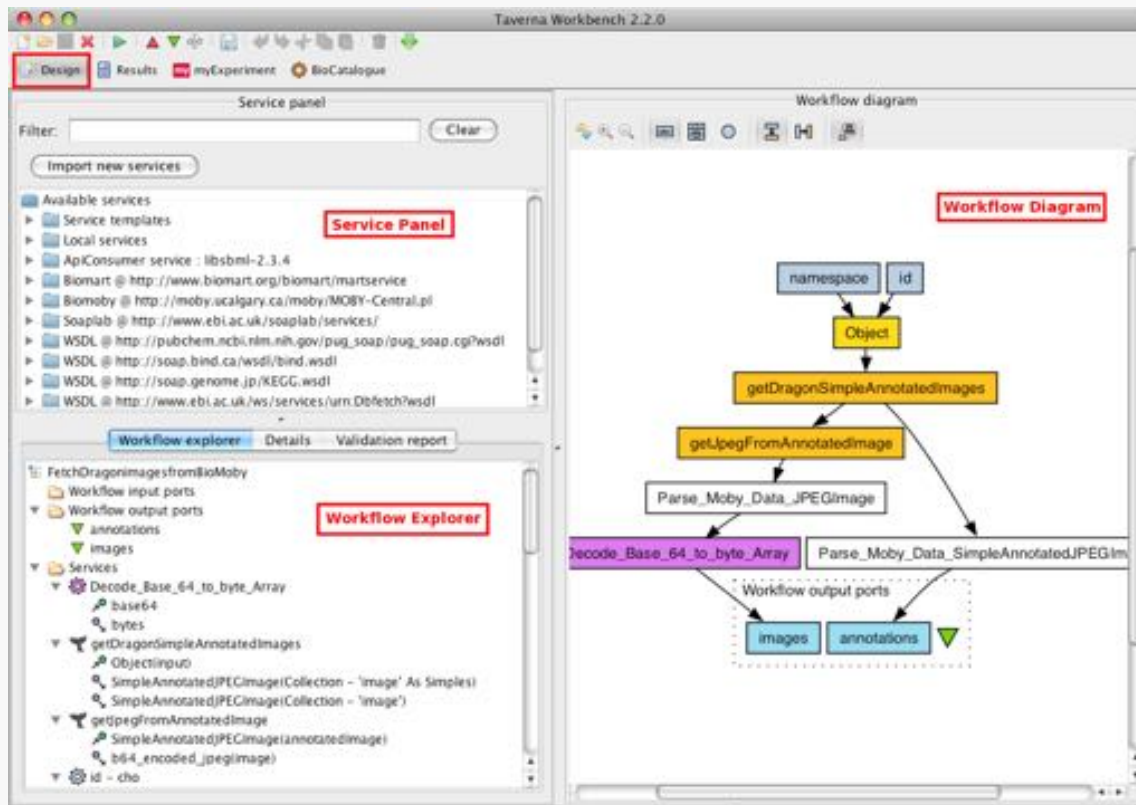 Taverna Workbench 2.2.0
Design Results my myExperiment BioCatalogue
Service panel
Filter: Clear
Import new services
Available services
Service templates
Local services
ApiConsumer service : libsbml-2.3.4
Biomart @ http://www.biomart.org/biomart/martservice
Biomoby @ http://moby.ucalgary.ca/moby/MOBY-Central.pl
Soaplab @ http://www.ebi.ac.uk/soaplab/services/
WSDL @ http://pubchem.ncbi.nlm.nih.gov/pug_soap/pug_soap.cgi?wsdl
WSDL @ http://soap.bind.ca/wsdl/bind.wsdl
WSDL @ http://soap.genome.jp/KEGG.wsdl
WSDL @ http://www.ebi.ac.uk/ws/services/urn:Dbfetch?wsdl
Service Panel
Workflow explorer Details Validation report
FetchDragonimagesfromBioMoby
Workflow input ports
Workflow output ports
annotations
images
Services
Decode_Base_64_to_byte_Array
base64
bytes
getDragonSimpleAnnotatedImages
Object(input)
SimpleAnnotatedJPEGImage(Collection - 'image' As Simples)
SimpleAnnotatedJPEGImage(Collection - 'image')
getJpegFromAnnotatedImage
SimpleAnnotatedJPEGImage(annotatedImage)
b64_encoded_jpeg(image)
id - cho
Workflow Explorer
Workflow diagram
Workflow Diagram
namespace id
Object
getDragonSimpleAnnotatedImages
getJpegFromAnnotatedImage
Parse_Moby_Data_JPEGImage
Decode_Base_64_to_byte_Array Parse_Moby_Data_SimpleAnnotatedJPEGIm
Workflow output ports
images annotations